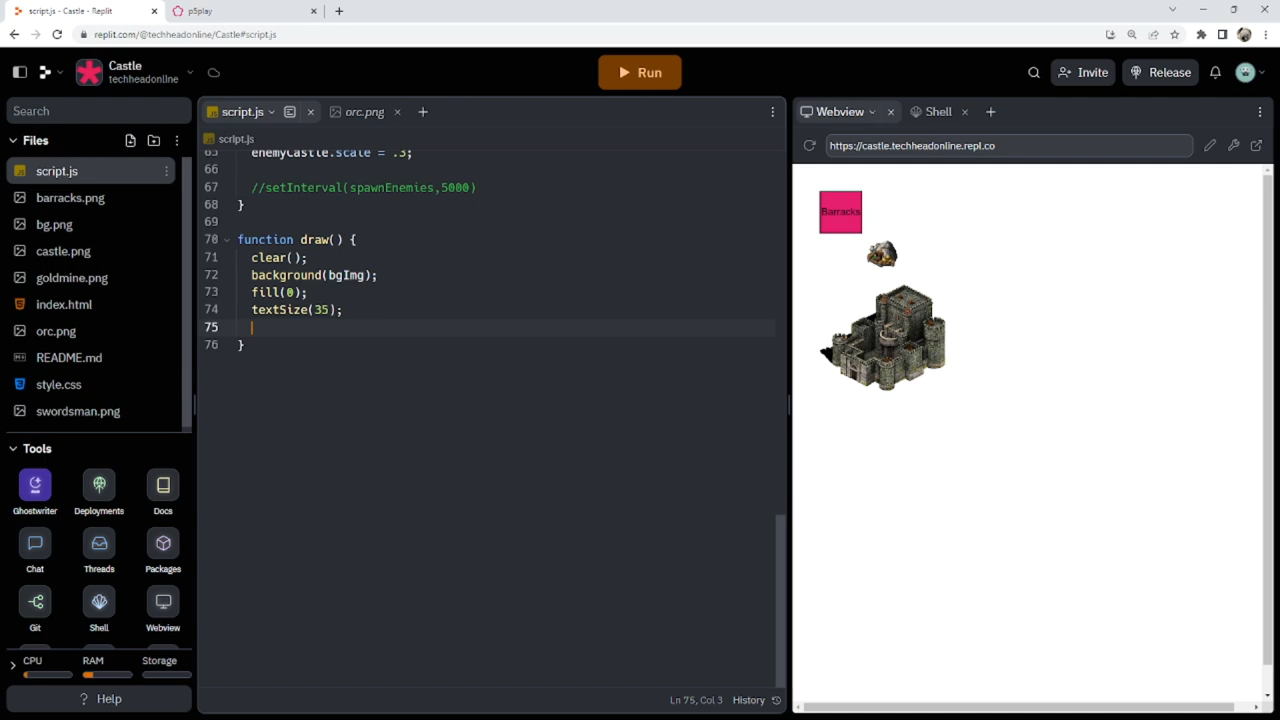 script.js - Castle - Replit
p5play
replit.com/@techheadonline/Castle#script.js
Castle
techheadonline
Run
Invite
Release
Search
Files
script.js
barracks.png
bg.png
castle.png
goldmine.png
index.html
orc.png
README.md
style.css
swordsman.png
Tools
Ghostwriter
Deployments
Docs
Chat
Threads
Packages
Git
Shell
Webview
CPU
RAM
Storage
? Help
script.js
orc.png
script.js
65 enemyCastle.scale = .3;
66
67 //setInterval(spawnEnemies,5000)
68 }
69
70 function draw() {
71 clear();
72 background(bgImg);
73 fill(0);
74 textSize(35);
75
76 }
Ln 75, Col 3
History
Webview
Shell
https://castle.techheadonline.repl.co
Barracks